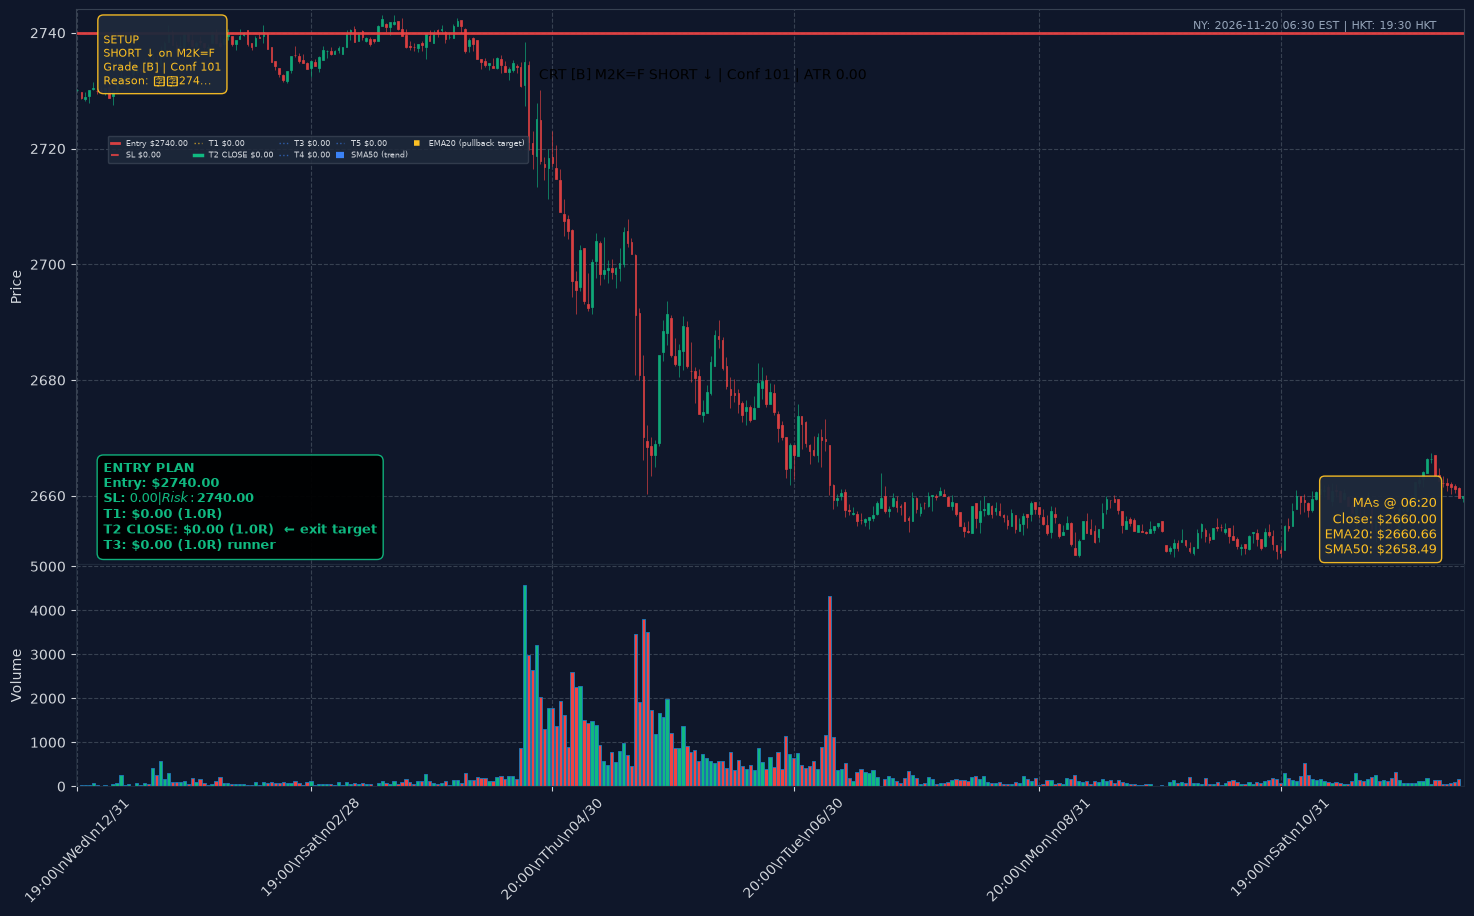 NY: 2026-11-20 06:30 EST | HKT: 19:30 HKT
SETUP
SHORT ↓ on M2K=F
Grade [B] | Conf 101
Reason: 274...
CRT [B] M2K=F SHORT ↓ | Conf 101 | ATR 0.00
Entry $2740.00
SL $0.00
T1 $0.00
T2 CLOSE $0.00
T3 $0.00
T4 $0.00
T5 $0.00
SMA50 (trend)
EMA20 (pullback target)
Price
2740
2720
2700
2680
2660
ENTRY PLAN
Entry: $2740.00
SL: 0.00|Risk:2740.00
T1: $0.00 (1.0R)
T2 CLOSE: $0.00 (1.0R) ← exit target
T3: $0.00 (1.0R) runner
MAs @ 06:20
Close: $2660.00
EMA20: $2660.66
SMA50: $2658.49
Volume
5000
4000
3000
2000
1000
0
19:00\nWed\n12/31
19:00\nSat\n02/28
20:00\nThu\n04/30
20:00\nTue\n06/30
20:00\nMon\n08/31
19:00\nSat\n10/31